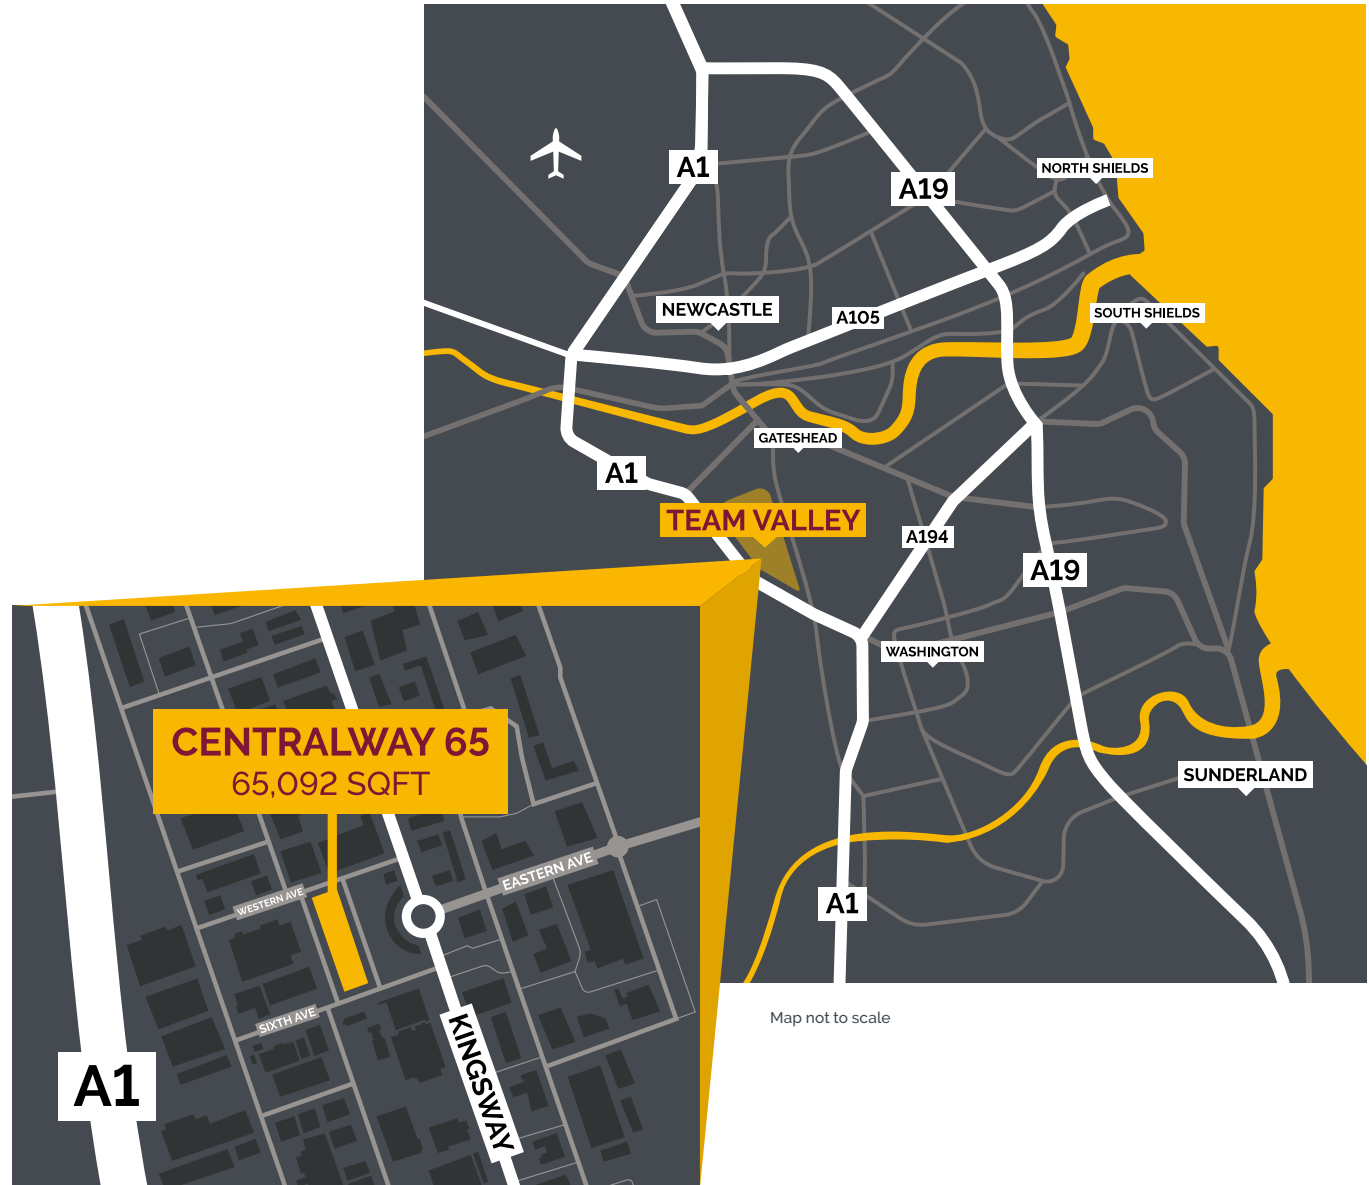 A1
A19
NORTH SHIELDS
NEWCASTLE
A105
SOUTH SHIELDS
GATESHEAD
A1
TEAM VALLEY
A194
A19
WASHINGTON
SUNDERLAND
A1
Map not to scale
CENTRALWAY 65
65,092 SQFT
EASTERN AVE
WESTERN AVE
SIXTH AVE
KINGSWAY
A1